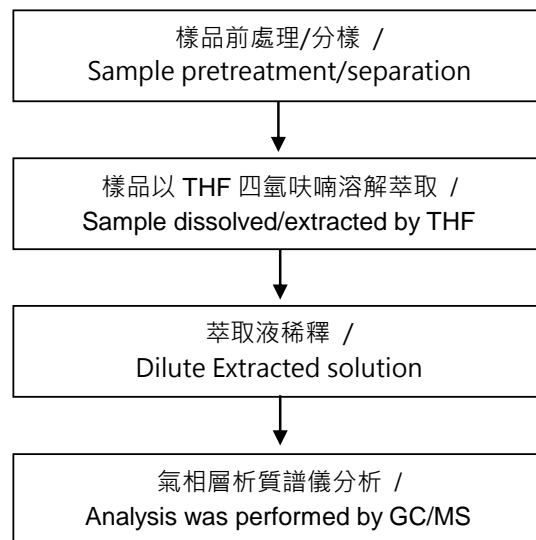 樣品前處理/分樣 /
Sample pretreatment/separation
樣品以 THF 四氫呋喃溶解萃取 /
Sample dissolved/extracted by THF
萃取液稀釋 /
Dilute Extracted solution
氣相層析質譜儀分析 /
Analysis was performed by GC/MS